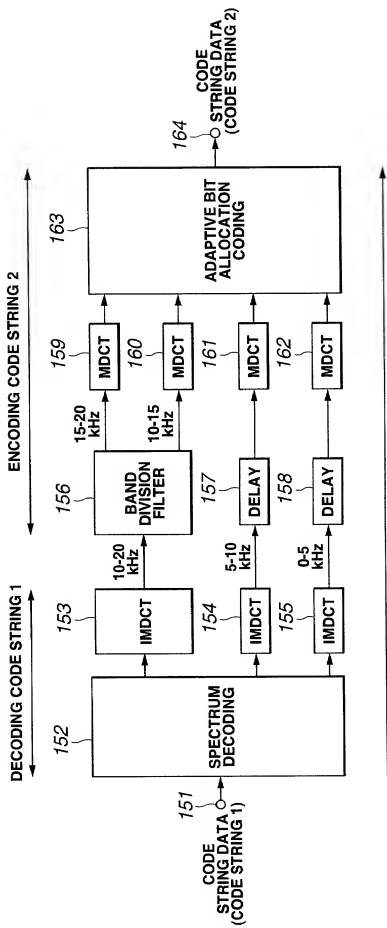 DECODING CODE STRING 1
ENCODING CODE STRING 2
151
CODE
STRING DATA
(CODE STRING 1)
152
SPECTRUM
DECODING
153
IMDCT
154
IMDCT
155
IMDCT
10-20
kHz
5-10
kHz
0-5
kHz
156
BAND
DIVISION
FILTER
157
DELAY
158
DELAY
15-20
kHz
10-15
kHz
159
MDCT
160
MDCT
161
MDCT
162
MDCT
163
ADAPTIVE BIT
ALLOCATION
CODING
164
CODE
STRING DATA
(CODE STRING 2)